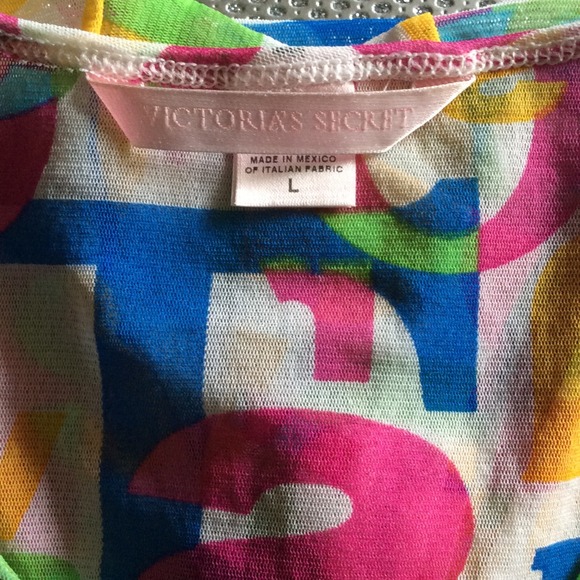 VICTORIA'S SECRET
MADE IN MEXICO
OF ITALIAN FABRIC
L